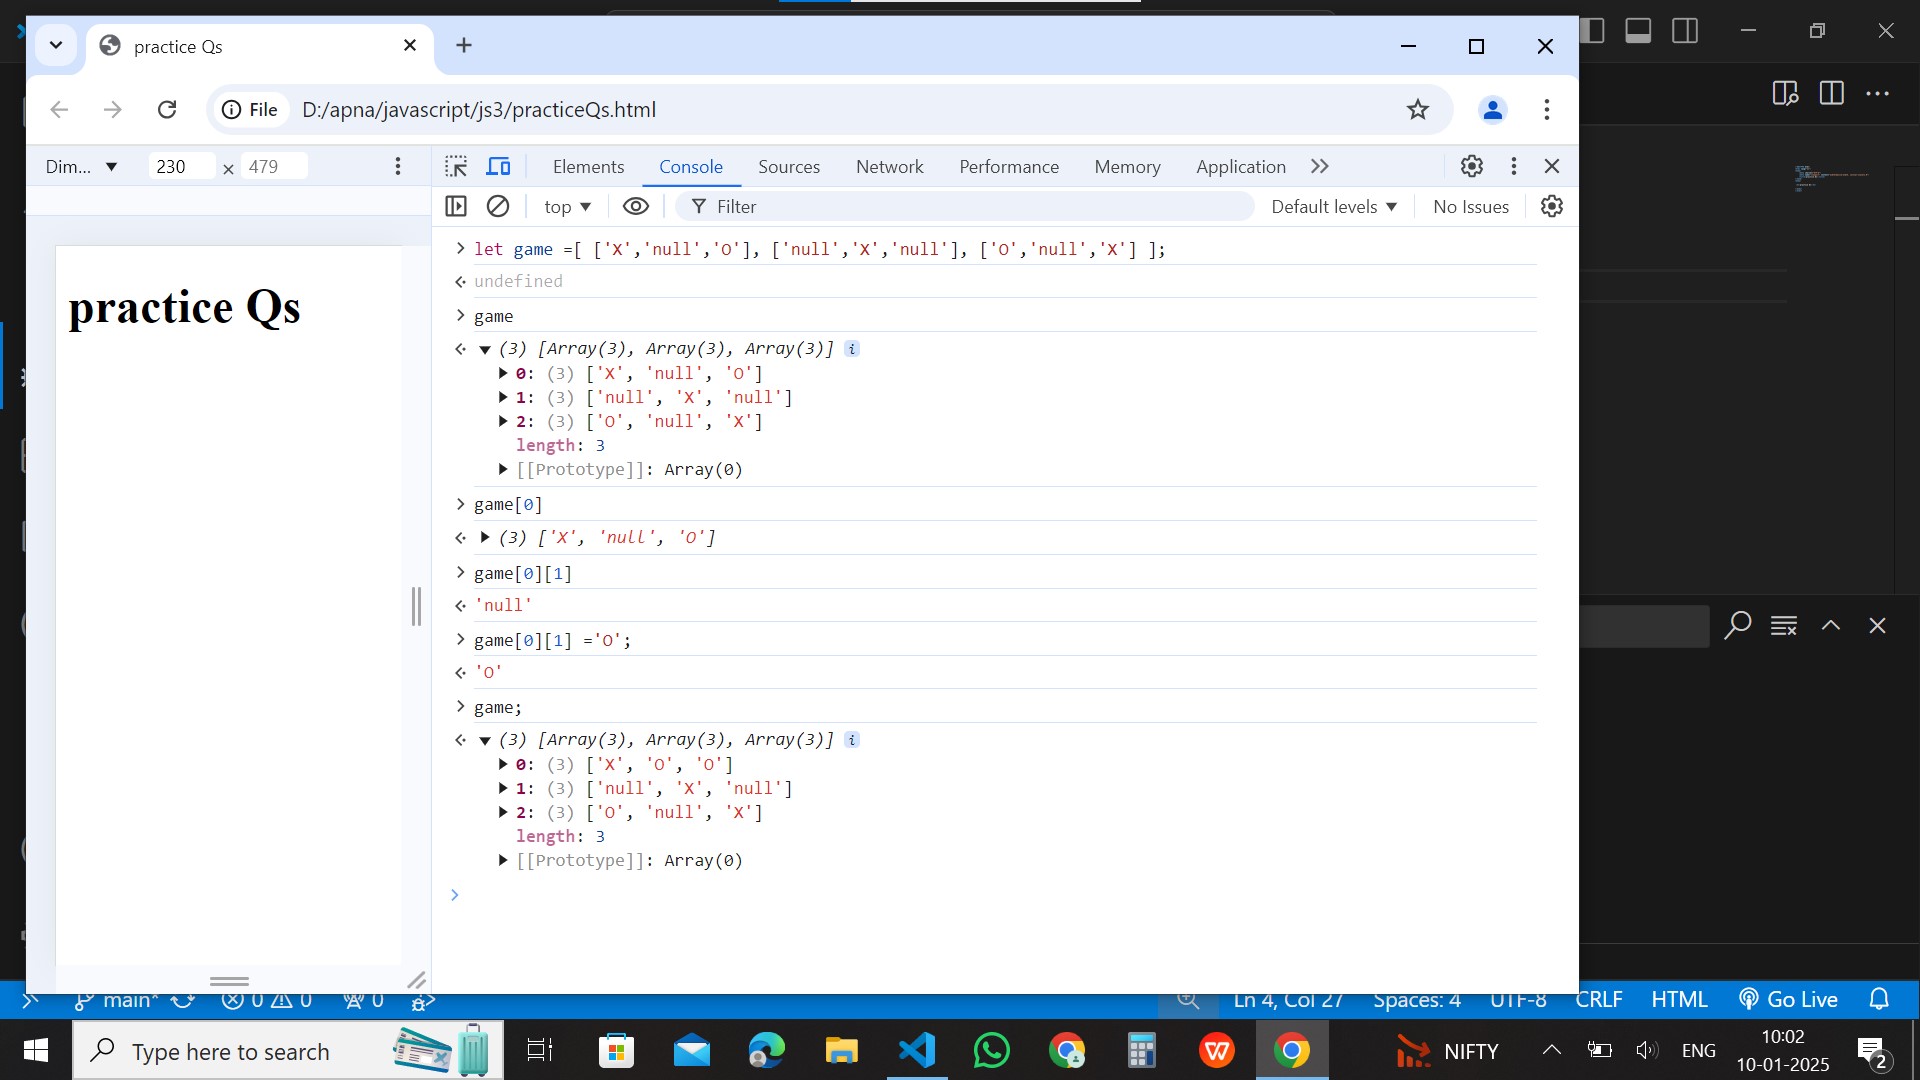 practice Qs
File D:/apna/javascript/js3/practiceQs.html
Dim... 230 × 479
Elements Console Sources Network Performance Memory Application
top Filter Default levels No Issues
practice Qs
let game =[ ['X','null','O'], ['null','X','null'], ['O','null','X'] ];
undefined
game
(3) [Array(3), Array(3), Array(3)] i
0: (3) ['X', 'null', 'O']
1: (3) ['null', 'X', 'null']
2: (3) ['O', 'null', 'X']
length: 3
[[Prototype]]: Array(0)
game[0]
(3) ['X', 'null', 'O']
game[0][1]
'null'
game[0][1] ='O';
'O'
game;
(3) [Array(3), Array(3), Array(3)] i
0: (3) ['X', 'O', 'O']
1: (3) ['null', 'X', 'null']
2: (3) ['O', 'null', 'X']
length: 3
[[Prototype]]: Array(0)
main* 0 0 0 Ln 4, Col 27 Spaces: 4 UTF-8 CRLF HTML Go Live
Type here to search NIFTY ENG 10:02
10-01-2025 2